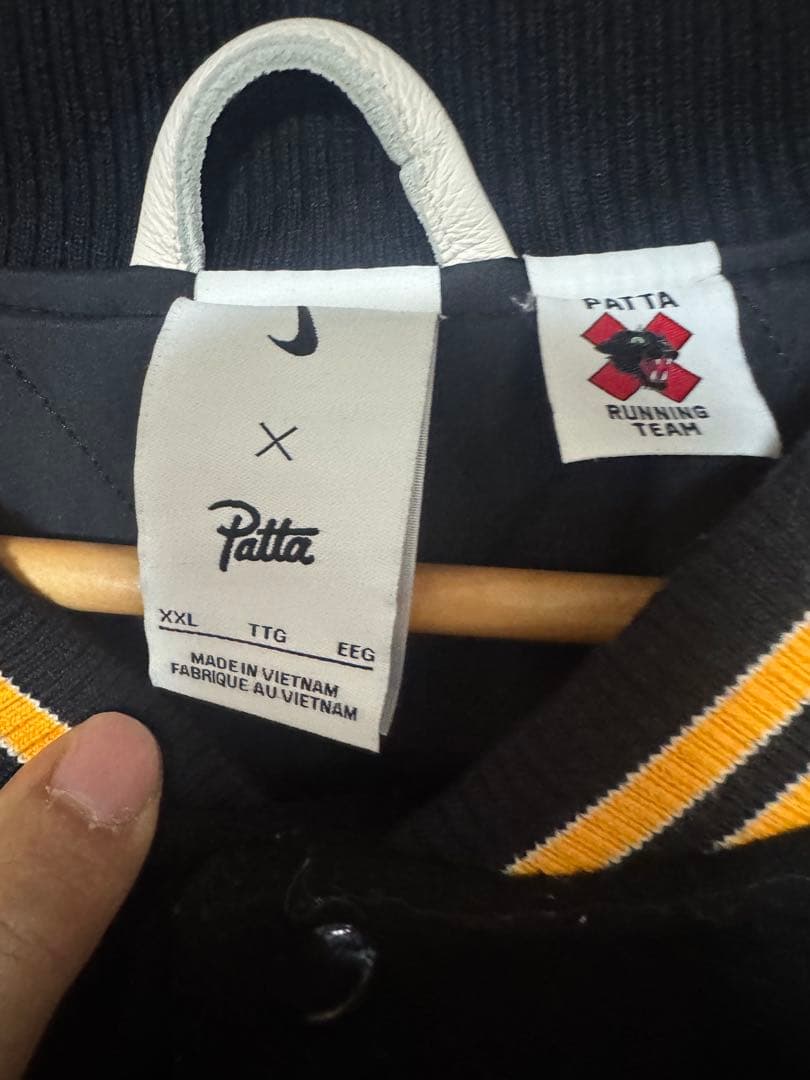 ×
Patta
XXL TTG EEG
MADE IN VIETNAM
FABRIQUE AU VIETNAM
PATTA
RUNNING
TEAM